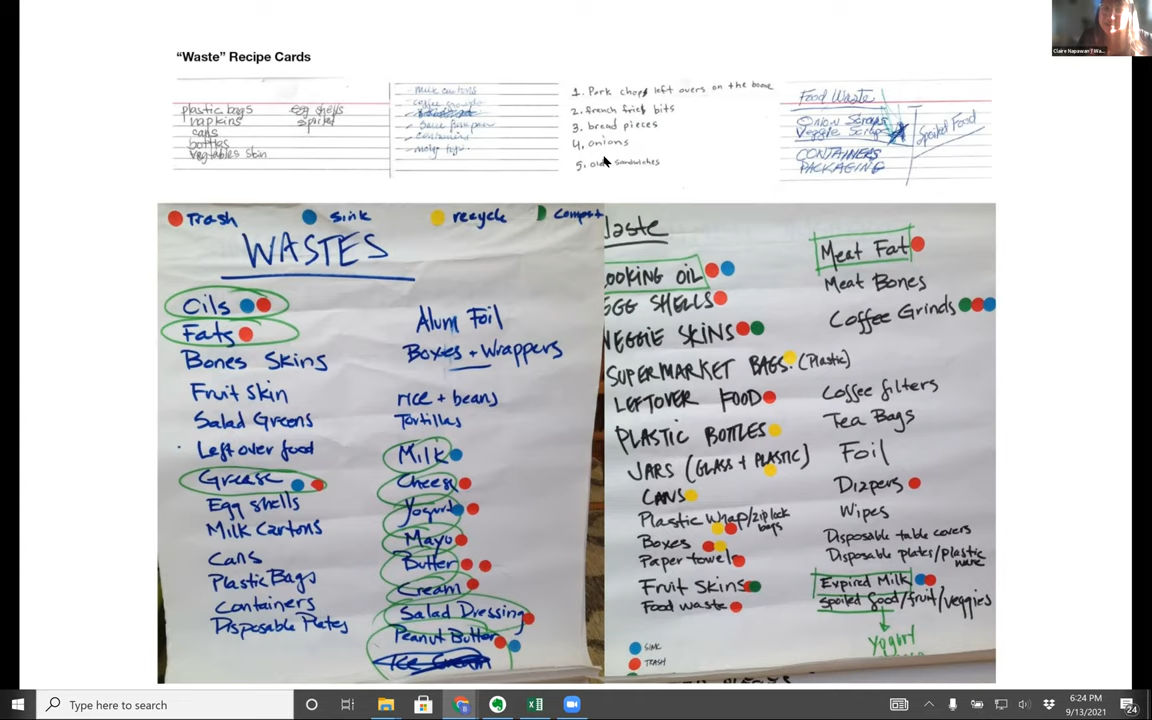 "Waste" Recipe Cards
plastic bags
napkins
cans
bottles
Vegtables skin
egg shells
spoiled
milk cartons
1. Pork chops left overs on the bone
2. french fries bits
3. bread pieces
4. onions
5. old sandwiches
Food Waste
Onion Scraps
Veggie Scraps
CONTAINERS
PACKAGING
Spoiled Food
Trash
sink
recycle
Compost
WASTES
Oils
Fats
Bones Skins
Fruit Skin
Salad Greens
Left over food
Grease
Egg shells
Milk Cartons
Cans
Plastic Bags
Containers
Disposable Plates
Alum Foil
Boxes + Wrappers
rice + beans
Tortillas
Milk
Cheese
Yogurt
Mayo
Butter
Cream
Salad Dressing
Peanut Butter
Ice Cream
Waste
COOKING OIL
EGG SHELLS
VEGGIE SKINS
SUPERMARKET BAGS. (Plastic)
LEFTOVER FOOD
PLASTIC BOTTLES
JARS (GLASS + PLASTIC)
CANS
Plastic Wrap/zip lock bags
Boxes
Paper towels
Fruit Skins
Food waste
SINK
TRASH
Meat Fat
Meat Bones
Coffee Grinds
Coffee filters
Tea Bags
Foil
Diapers
Wipes
Disposable table covers
Disposable plates/plastic ware
Expired Milk
spoiled food/fruit/veggies
Yogurt
Claire Napawan | Wa...
Type here to search
6:24 PM
9/13/2021
24